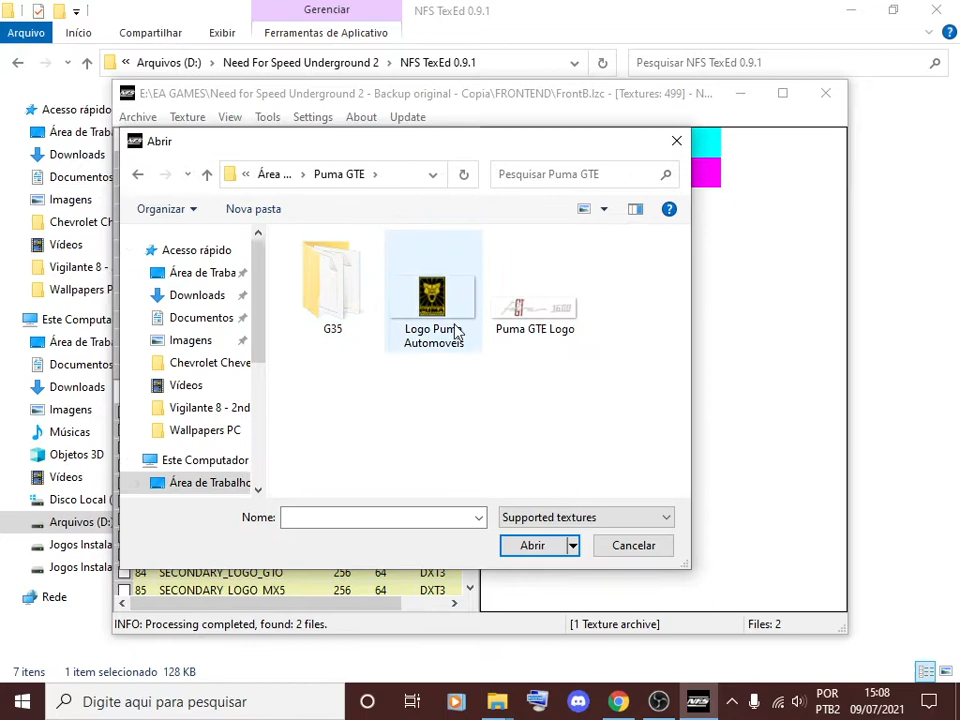 Gerenciar
NFS TexEd 0.9.1
Arquivo
Início
Compartilhar
Exibir
Ferramentas de Aplicativo
« Arquivos (D:) › Need For Speed Underground 2 › NFS TexEd 0.9.1
Pesquisar NFS TexEd 0.9.1
E:\EA GAMES\Need for Speed Underground 2 - Backup original - Copia\FRONTEND\FrontB.lzc - [Textures: 499] - N...
Archive Texture View Tools Settings About Update
Abrir
« Área ... › Puma GTE ›
Pesquisar Puma GTE
Organizar
Nova pasta
Acesso rápido
Área de Traba
Downloads
Documentos
Imagens
Chevrolet Cheve
Vídeos
Vigilante 8 - 2nd
Wallpapers PC
Este Computador
Área de Trabalho
G35
PUMA
Logo Puma
Automoveis
Puma GTE Logo
Nome:
Supported textures
Abrir
Cancelar
84 SECONDARY_LOGO_GTO 256 64 DXT3
85 SECONDARY_LOGO_MX5 256 64 DXT3
INFO: Processing completed, found: 2 files.
[1 Texture archive]
Files: 2
Acesso rápido
Área de Trab
Downloads
Documentos
Imagens
Chevrolet Ch
Vídeos
Vigilante 8 -
Wallpapers P
Este Computa
Área de Trab
Documentos
Downloads
Imagens
Músicas
Objetos 3D
Vídeos
Disco Local (
Arquivos (D:
Jogos Instala
Jogos Instala
Rede
7 itens
1 item selecionado 128 KB
Digite aqui para pesquisar
NFS
POR
PTB2
15:08
09/07/2021